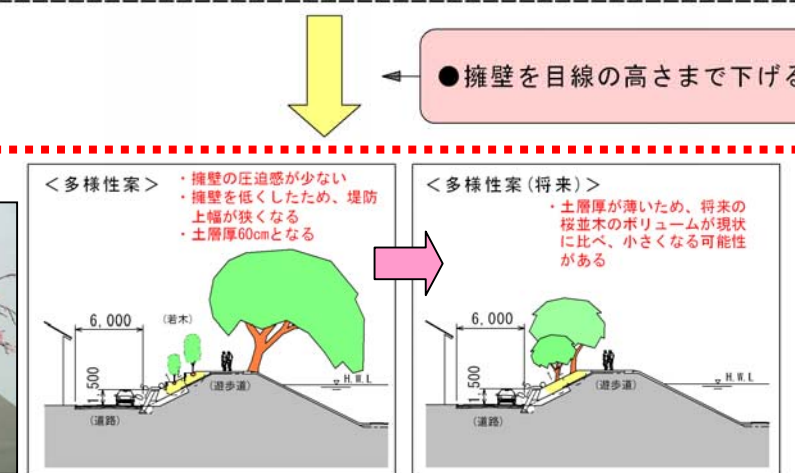 ●擁壁を目線の高さまで下げる
＜多様性案＞
・擁壁の圧迫感が少ない
・擁壁を低くしたため、堤防
上幅が狭くなる
・土層厚60cmとなる
6,000
(若木)
1,500
(遊歩道)
H.W.L
(道路)
＜多様性案(将来)＞
・土層厚が薄いため、将来の
桜並木のボリュームが現状
に比べ、小さくなる可能性
がある
6,000
1,500
(遊歩道)
H.W.L
(道路)